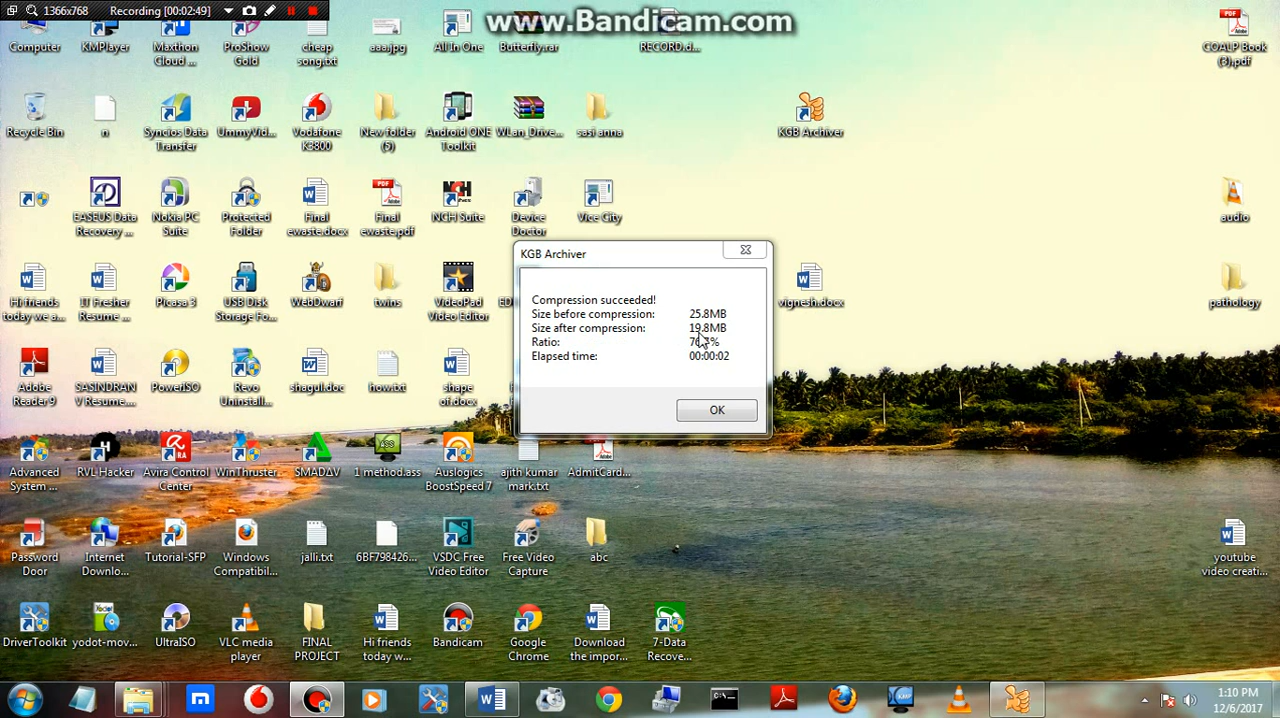 1366x768 Recording [00:02:49]
www.Bandicam.com
Computer
KMPlayer
Maxthon
Cloud ...
ProShow
Gold
cheap
song.txt
aaa.jpg
All In One
Butterfly.rar
RECORD.d...
COALP Book
(3).pdf
Recycle Bin
n
Syncios Data
Transfer
UmmyVid...
Vodafone
K3800
New folder
(5)
Android ONE
Toolkit
WLan_Drive...
sasi anna
KGB Archiver
EASEUS Data
Recovery ...
Nokia PC
Suite
Protected
Folder
Final
ewaste.docx
Final
ewaste.pdf
NCH Suite
Device
Doctor
Vice City
audio
KGB Archiver
Compression succeeded!
Size before compression: 25.8MB
Size after compression: 19.8MB
Ratio:
Elapsed time: 00:00:02
OK
Hi friends
today we a...
IT Fresher
Resume ...
Picasa 3
USB Disk
Storage Fo...
WebDwarf
twins
VideoPad
Video Editor
vignesh.docx
pathology
Adobe
Reader 9
SASINDRAN
V Resume....
PowerISO
Revo
Uninstall...
shagul.doc
how.txt
shape
of.docx
Advanced
System ...
RVL Hacker
Avira Control
Center
WinThruster
SMADΔV
1 method.ass
Auslogics
BoostSpeed 7
ajith kumar
mark.txt
AdmitCard...
Password
Door
Internet
Downlo...
Tutorial-SFP
Windows
Compatibil...
jalli.txt
6BF798426...
VSDC Free
Video Editor
Free Video
Capture
abc
youtube
video creati...
DriverToolkit
yodot-mov...
UltraISO
VLC media
player
FINAL
PROJECT
Hi friends
today w...
Bandicam
Google
Chrome
Download
the impor...
7-Data
Recove...
1:10 PM
12/6/2017